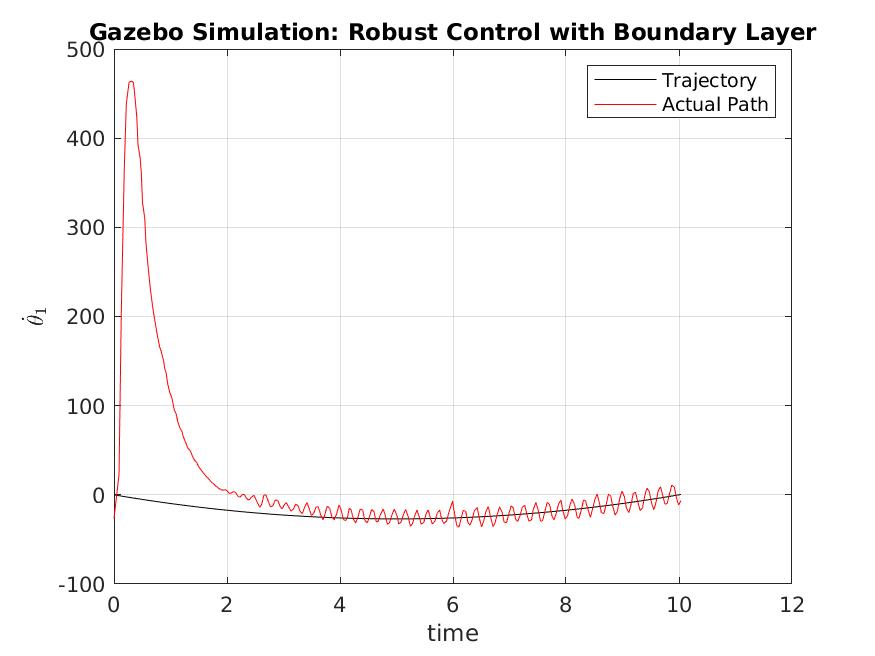 Gazebo Simulation: Robust Control with Boundary Layer
500
400
300
200
100
0
-100
0 2 4 6 8 10 12
time
θ̇₁
Trajectory
Actual Path